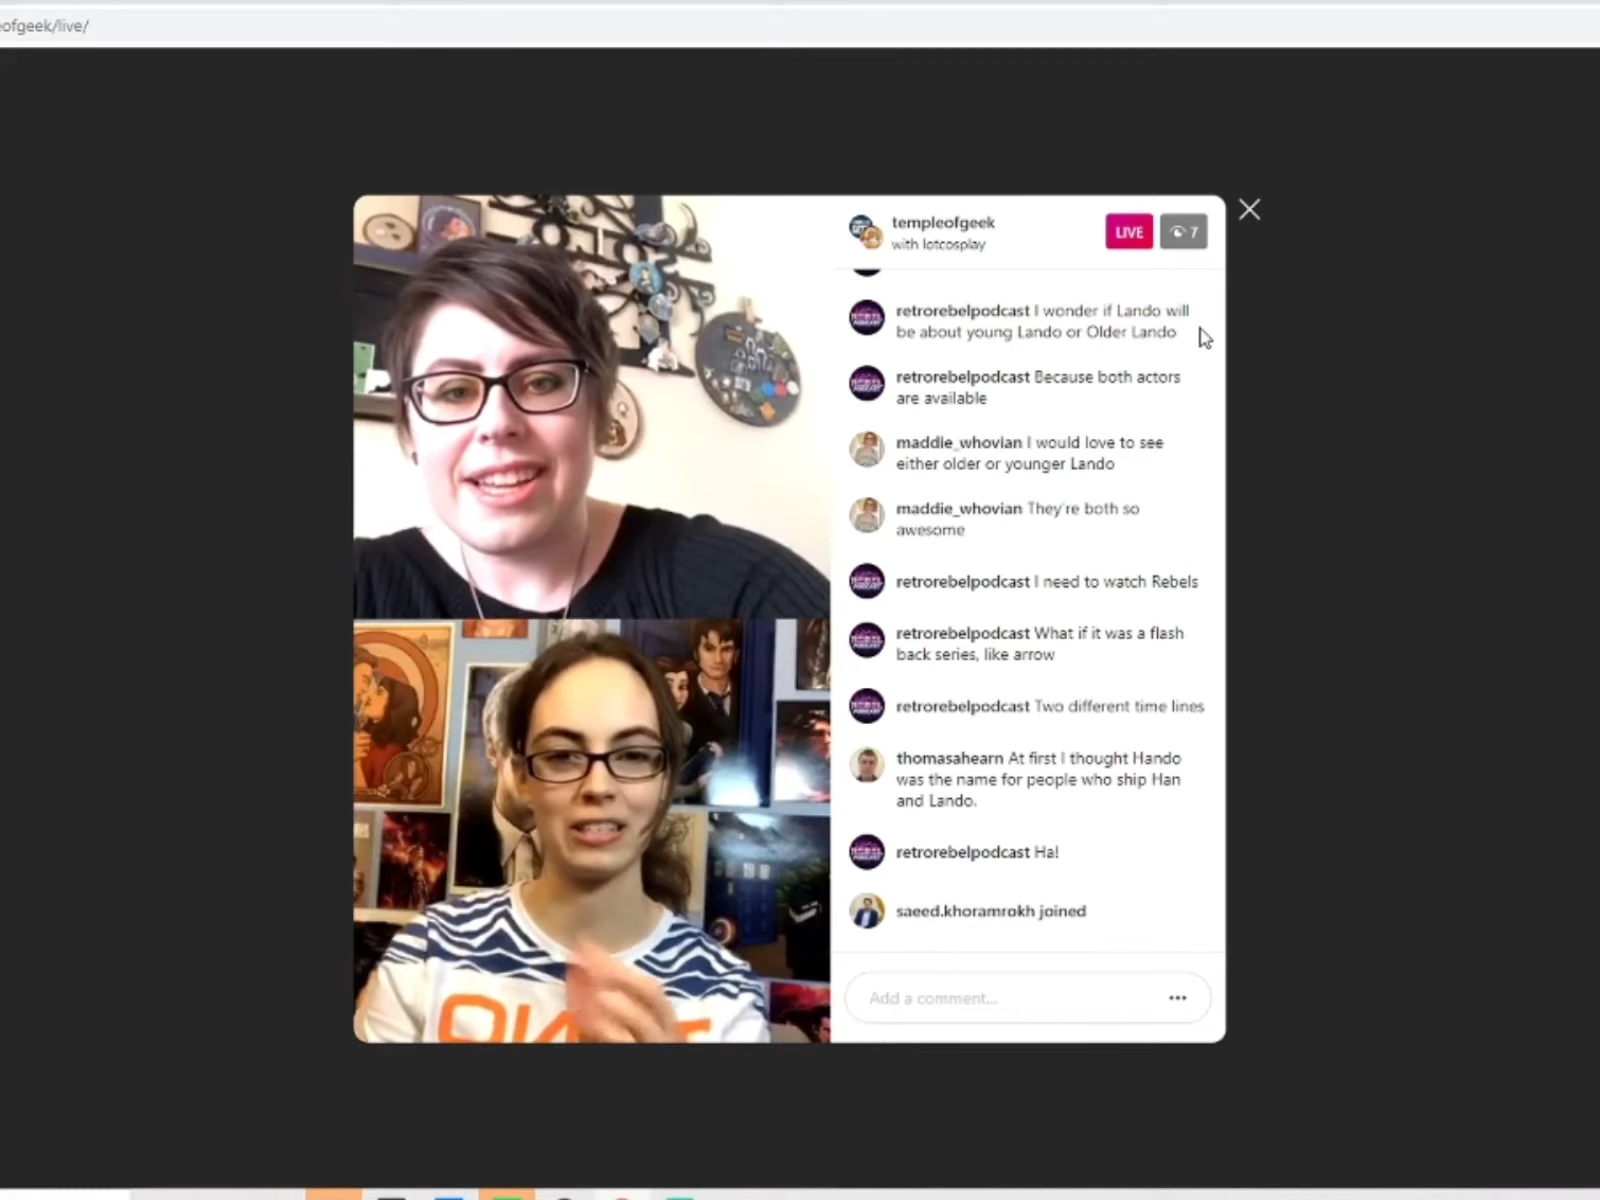 ofgeek/live/
templeofgeek
with lotcosplay
LIVE
7
retrorebelpodcast I wonder if Lando will
be about young Lando or Older Lando
retrorebelpodcast Because both actors
are available
maddie_whovian I would love to see
either older or younger Lando
maddie_whovian They're both so
awesome
retrorebelpodcast I need to watch Rebels
retrorebelpodcast What if it was a flash
back series, like arrow
retrorebelpodcast Two different time lines
thomasahearn At first I thought Hando
was the name for people who ship Han
and Lando.
retrorebelpodcast Ha!
saeed.khoramrokh joined
Add a comment...